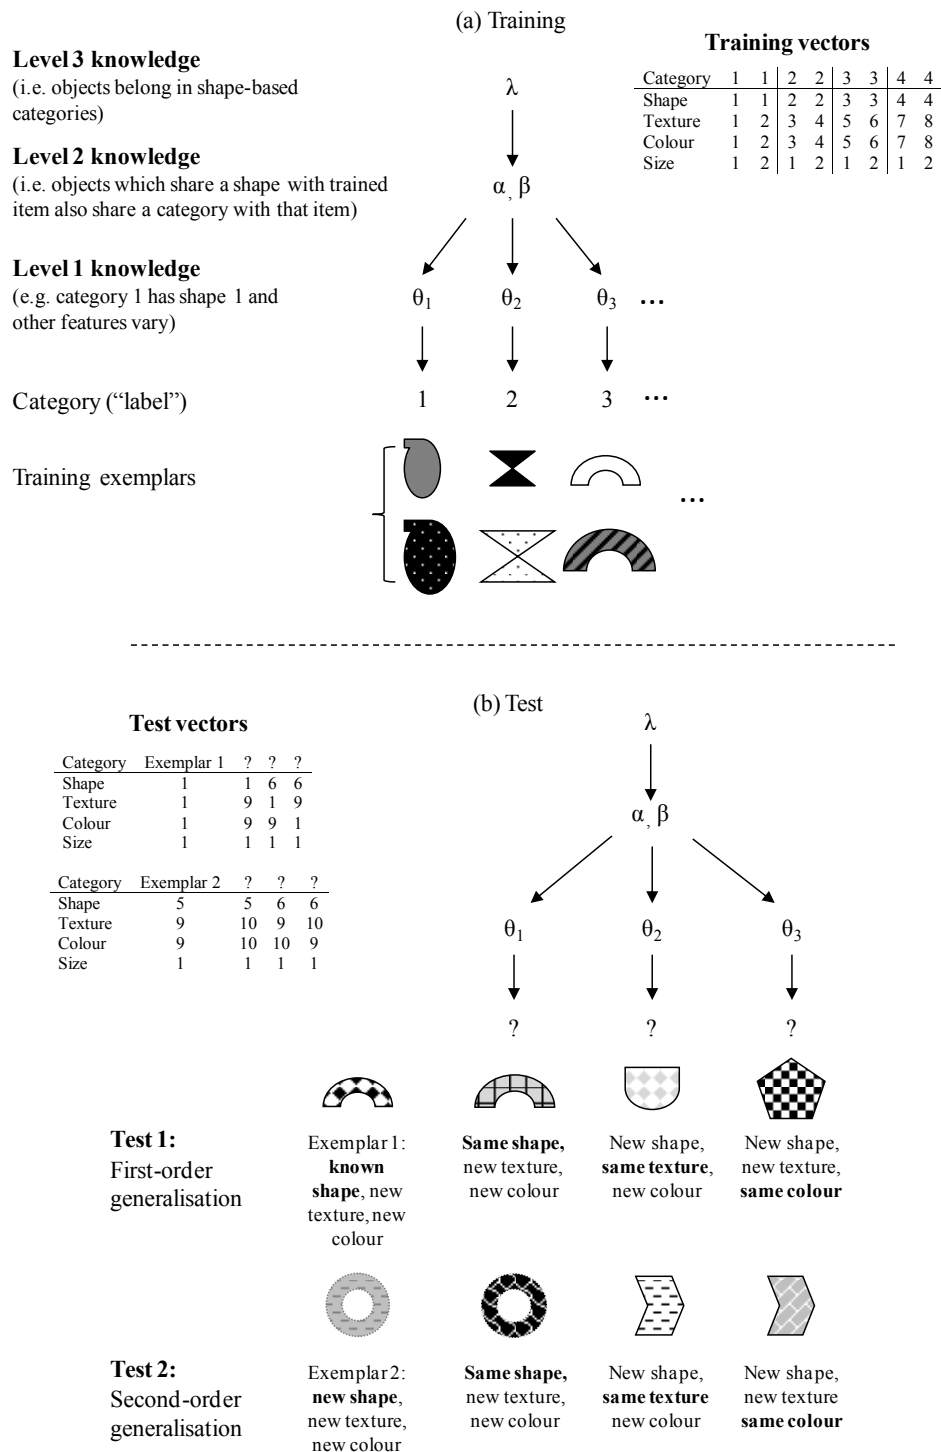 (a) Training
Level 3 knowledge
(i.e. objects belong in shape-based
categories)
λ
Training vectors
Category 1 1 2 2 3 3 4 4
Shape 1 1 2 2 3 3 4 4
Texture 1 2 3 4 5 6 7 8
Colour 1 2 3 4 5 6 7 8
Size 1 2 1 2 1 2 1 2
Level 2 knowledge
(i.e. objects which share a shape with trained
item also share a category with that item)
α, β
Level 1 knowledge
(e.g. category 1 has shape 1 and
other features vary)
θ1 θ2 θ3 ...
Category (“label”) 1 2 3 ...
Training exemplars
...
(b) Test
Test vectors
Category Exemplar 1 ? ? ?
Shape 1 1 6 6
Texture 1 9 1 9
Colour 1 9 9 1
Size 1 1 1 1
Category Exemplar 2 ? ? ?
Shape 5 5 6 6
Texture 9 10 9 10
Colour 9 10 10 9
Size 1 1 1 1
λ
α, β
θ1 θ2 θ3
? ? ?
Test 1:
First-order
generalisation
Exemplar 1:
known
shape, new
texture, new
colour
Same shape,
new texture,
new colour
New shape,
same texture,
new colour
New shape,
new texture,
same colour
Test 2:
Second-order
generalisation
Exemplar 2:
new shape,
new texture,
new colour
Same shape,
new texture,
new colour
New shape,
same texture
new colour
New shape,
new texture
same colour